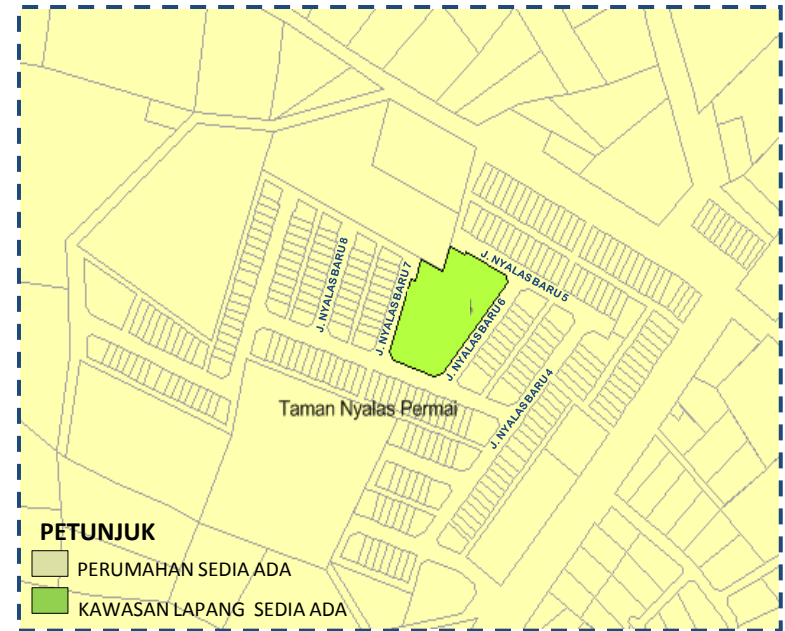 J. NYALAS BARU 8
J. NYALAS BARU 7
J. NYALAS BARU 5
J. NYALAS BARU 6
J. NYALAS BARU 4
Taman Nyalas Permai
PETUNJUK
PERUMAHAN SEDIA ADA
KAWASAN LAPANG SEDIA ADA